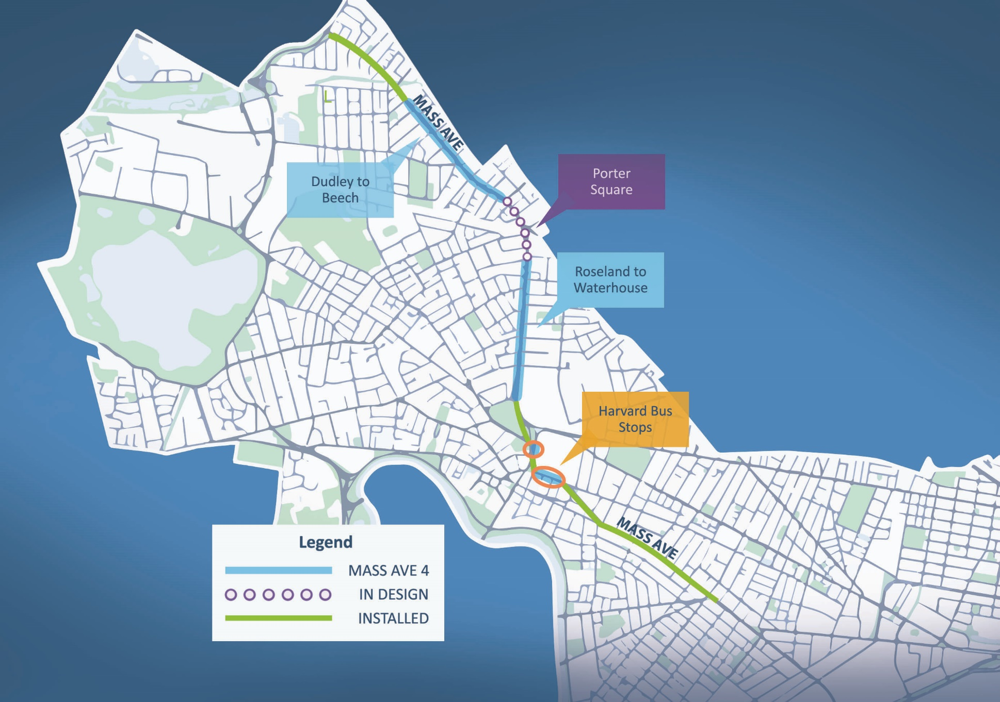 MASS AVE
Dudley to
Beech
Porter
Square
Roseland to
Waterhouse
Harvard Bus
Stops
MASS AVE
Legend
MASS AVE 4
IN DESIGN
INSTALLED
L